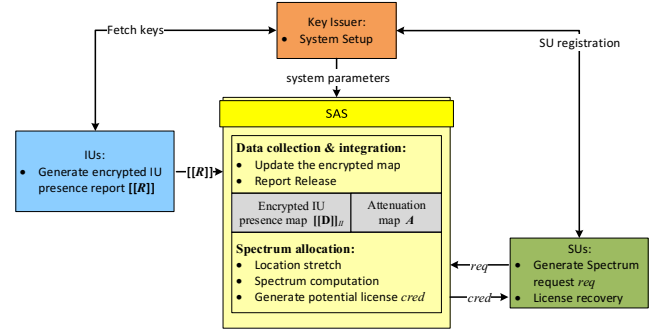 Key Issuer:
• System Setup
Fetch keys
SU registration
system parameters
SAS
IUs:
• Generate encrypted IU
presence report [[R]]
[[R]]
Data collection & integration:
• Update the encrypted map
• Report Release
Encrypted IU
presence map [[D]]_II
Attenuation
map A
Spectrum allocation:
• Location stretch
• Spectrum computation
• Generate potential license cred
req
cred
SUs:
• Generate Spectrum
request req
• License recovery